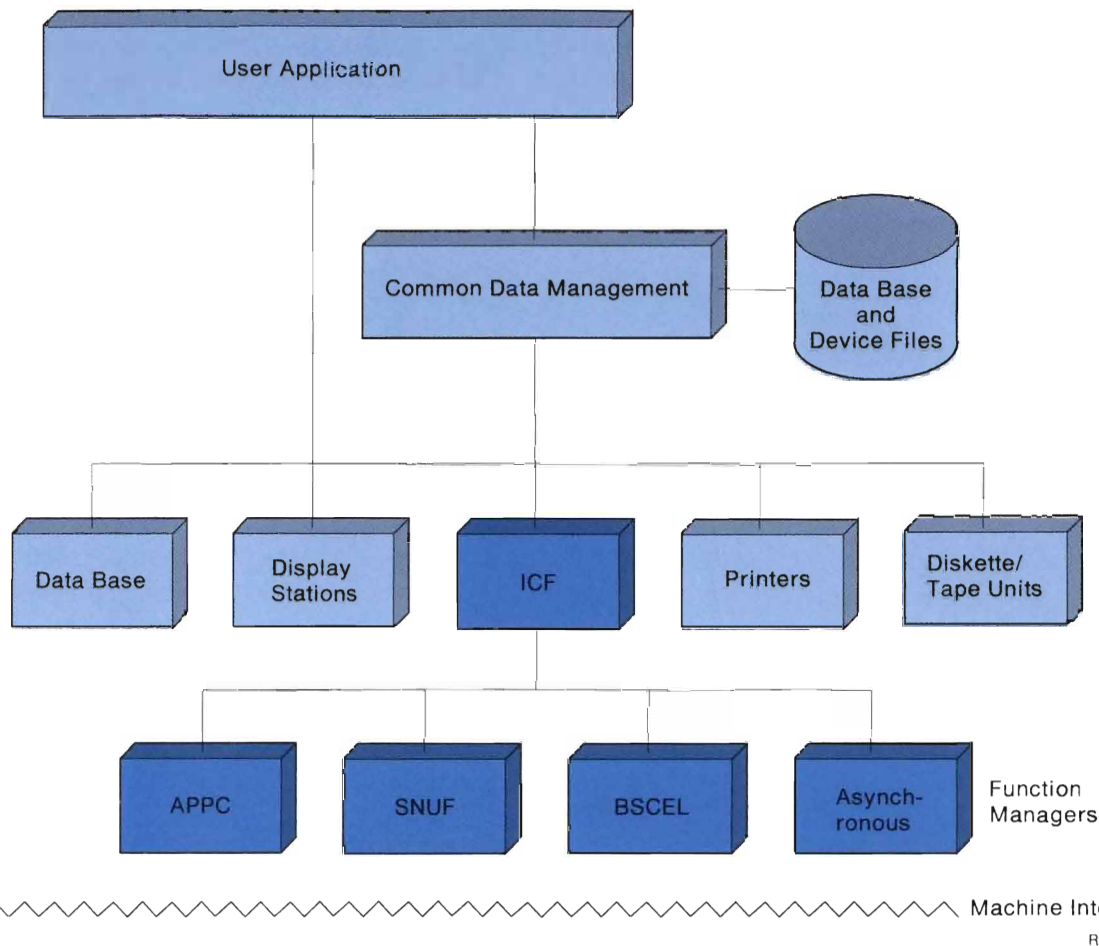 User Application
Common Data Management
Data Base
and
Device Files
Data Base
Display
Stations
ICF
Printers
Diskette/
Tape Units
APPC
SNUF
BSCEL
Asynch-
ronous
Function
Managers
Machine